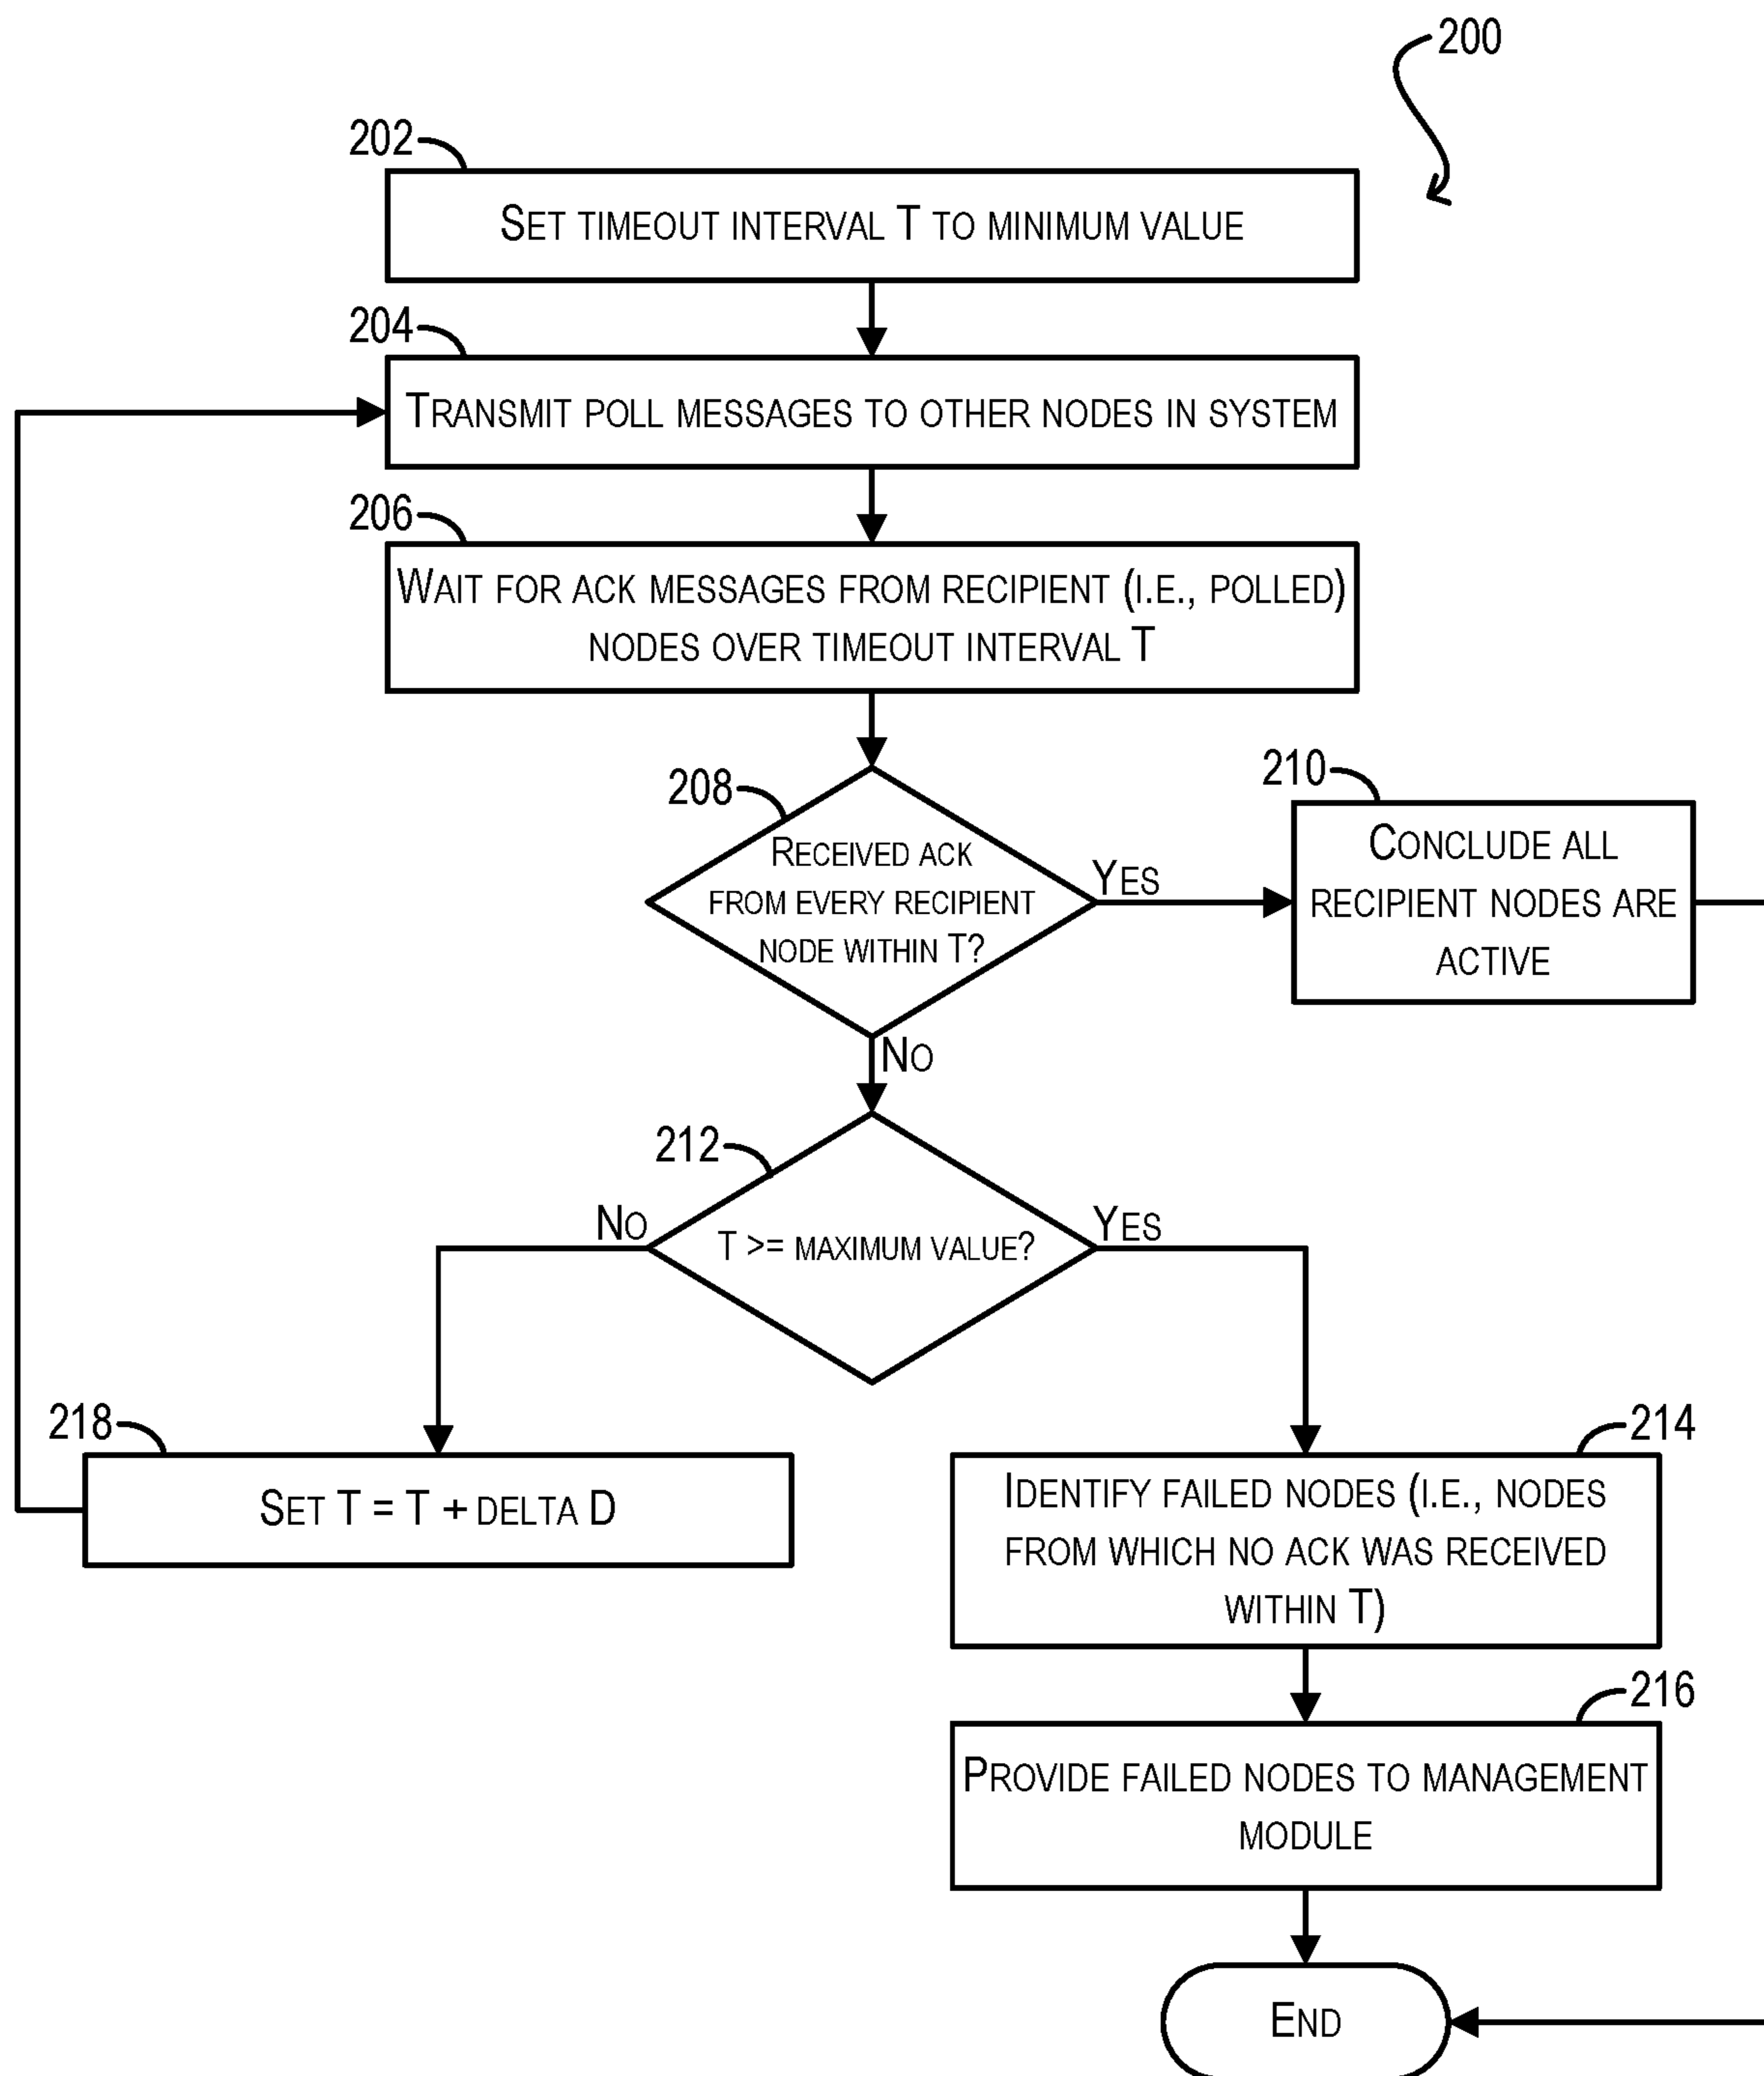 200
202
SET TIMEOUT INTERVAL T TO MINIMUM VALUE
204
TRANSMIT POLL MESSAGES TO OTHER NODES IN SYSTEM
206
WAIT FOR ACK MESSAGES FROM RECIPIENT (I.E., POLLED)
NODES OVER TIMEOUT INTERVAL T
208
RECEIVED ACK
FROM EVERY RECIPIENT
NODE WITHIN T?
YES
210
CONCLUDE ALL
RECIPIENT NODES ARE
ACTIVE
NO
212
T >= MAXIMUM VALUE?
NO
YES
218
SET T = T + DELTA D
214
IDENTIFY FAILED NODES (I.E., NODES
FROM WHICH NO ACK WAS RECEIVED
WITHIN T)
216
PROVIDE FAILED NODES TO MANAGEMENT
MODULE
END